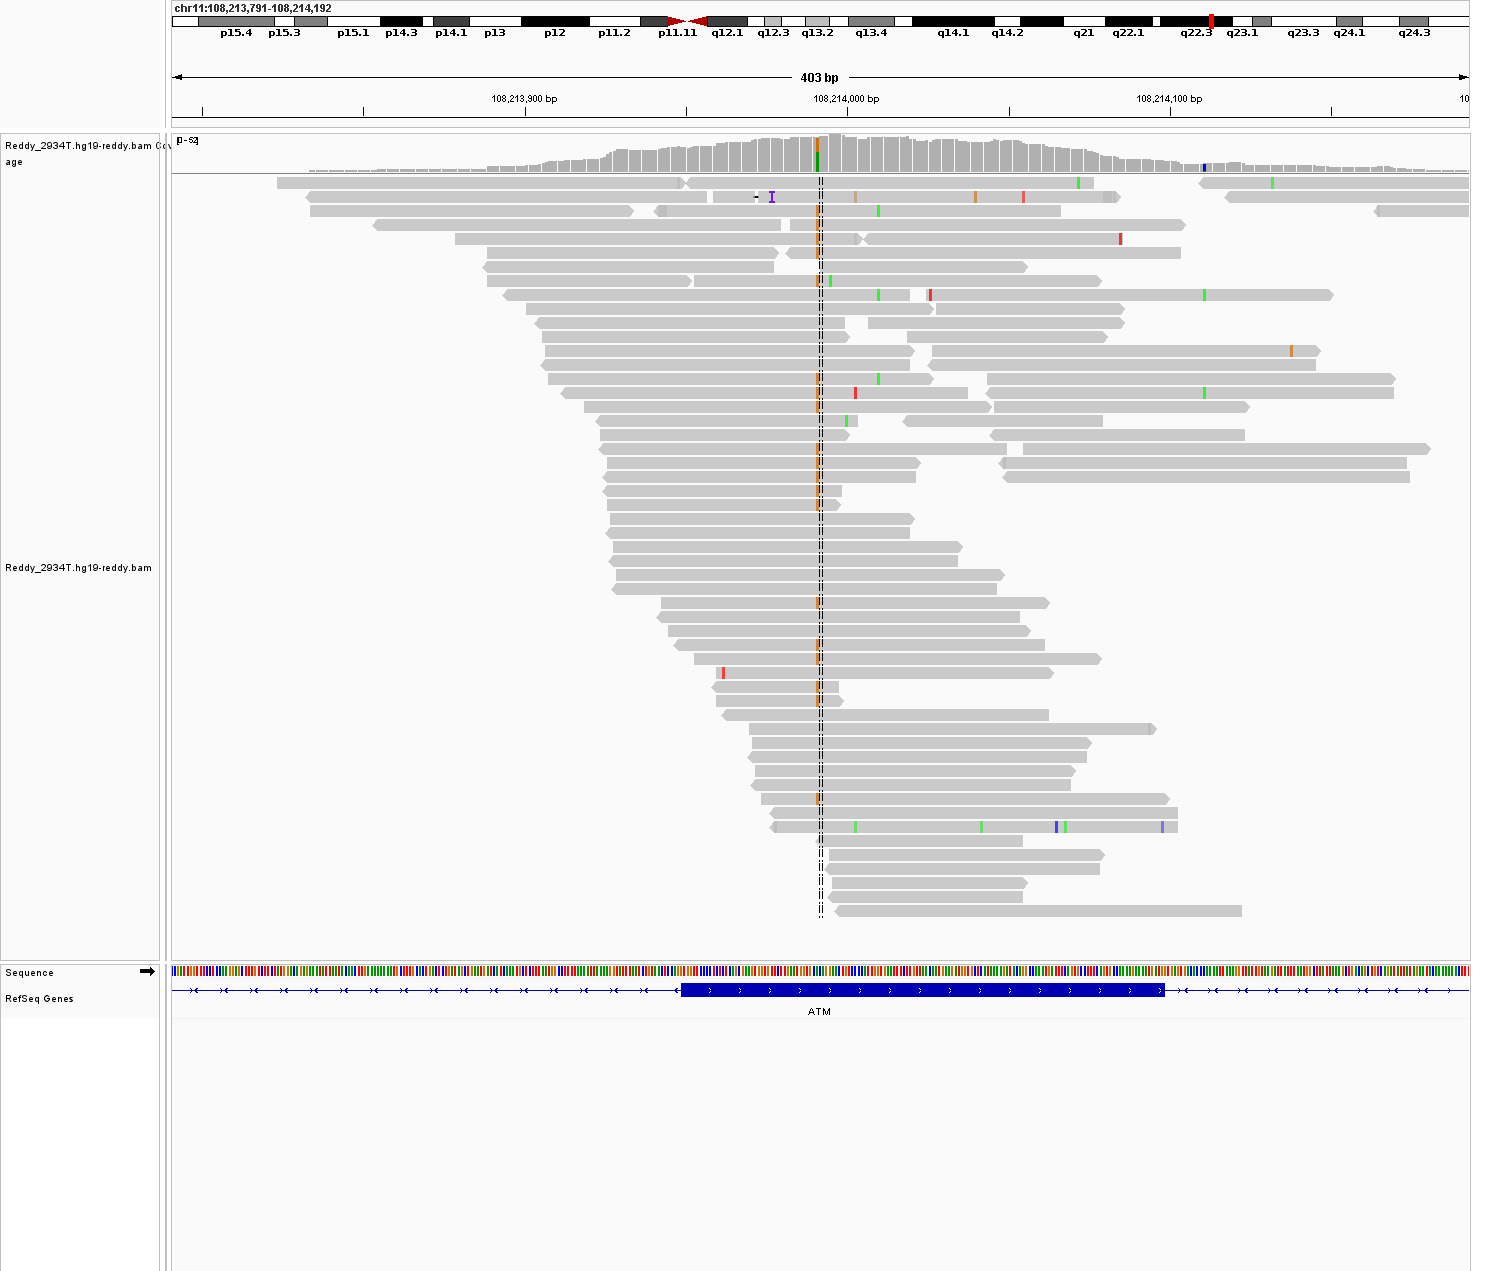 chr11:108,213,791-108,214,192
p15.4 p15.3 p15.1 p14.3 p14.1 p13 p12 p11.2 p11.11 q12.1 q12.3 q13.2 q13.4 q14.1 q14.2 q21 q22.1 q22.3 q23.1 q23.3 q24.1 q24.3
403 bp
108,213,900 bp 108,214,000 bp 108,214,100 bp 10
Reddy_2934T.hg19-reddy.bam Cov
age
[0-52]
Reddy_2934T.hg19-reddy.bam
Sequence
RefSeq Genes
ATM